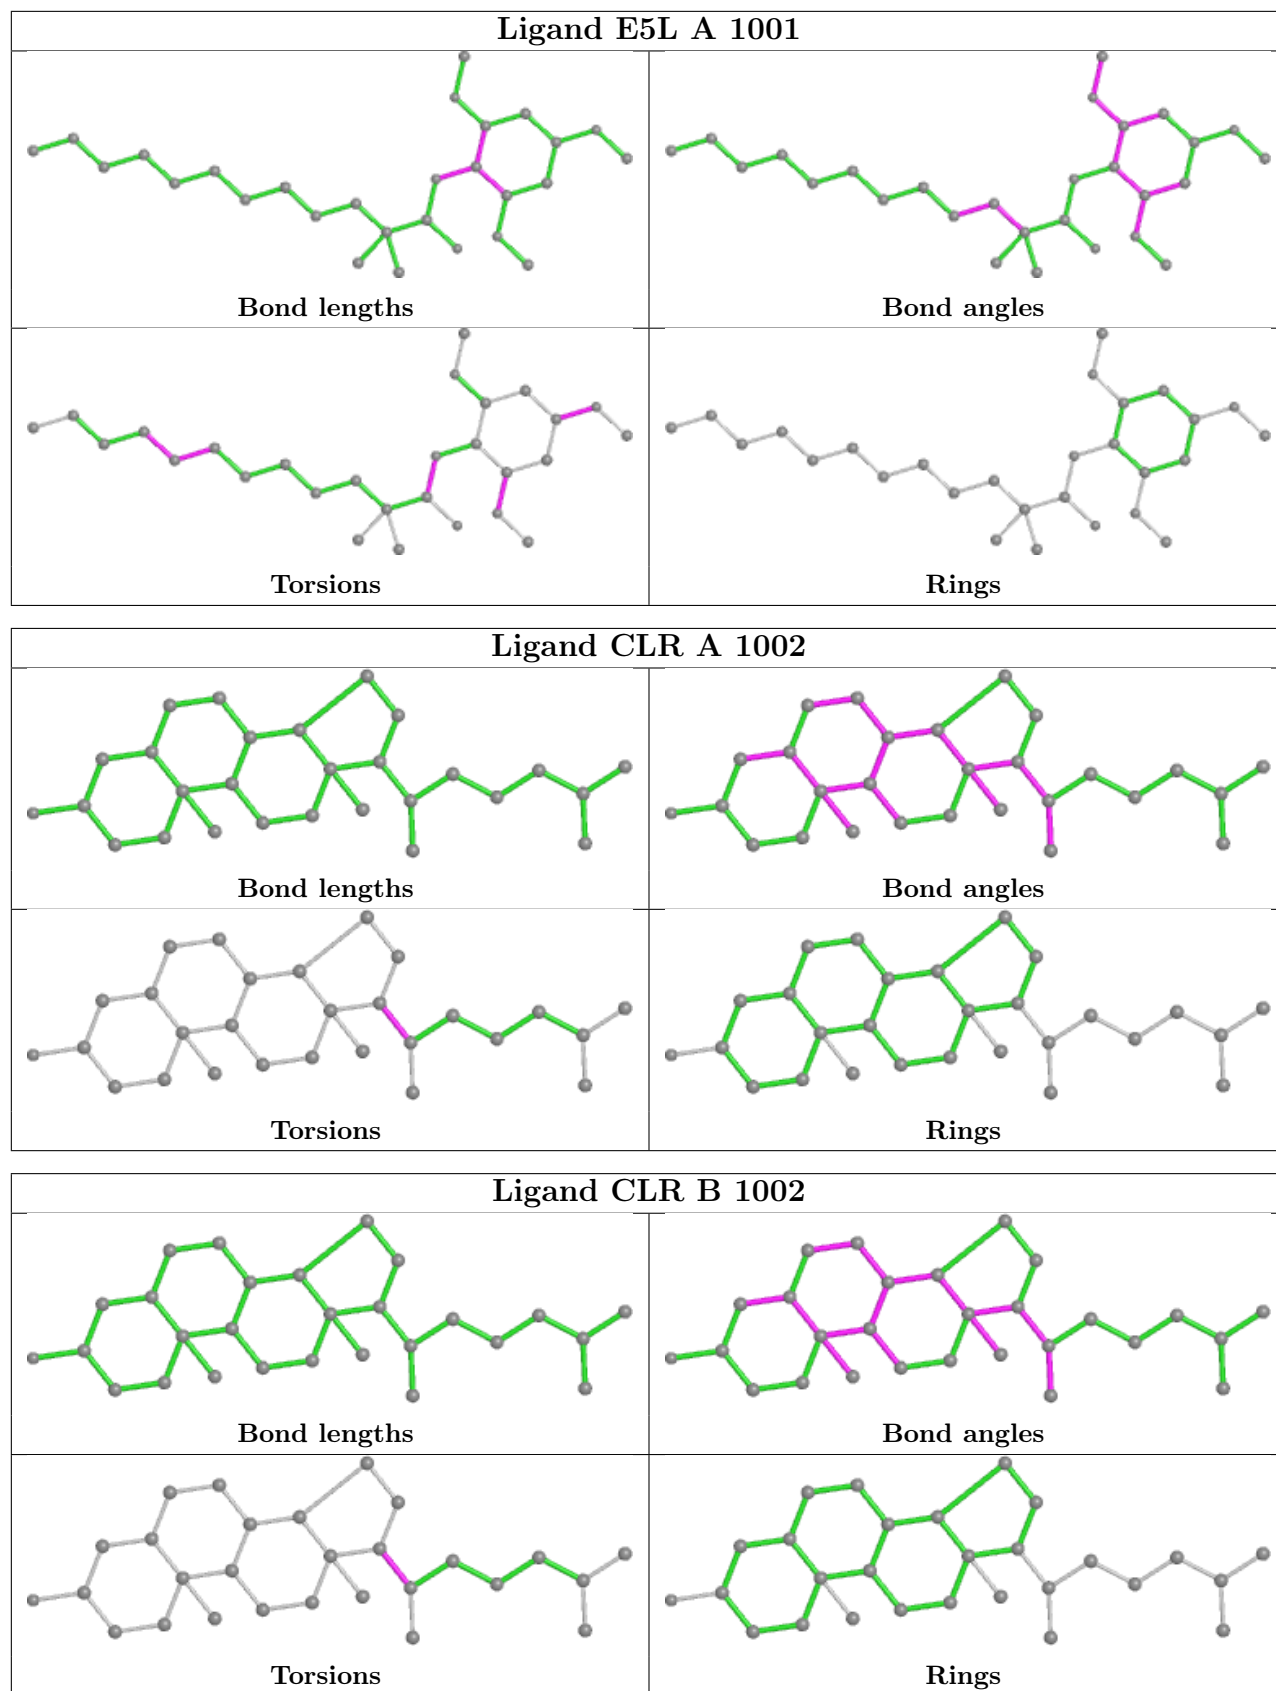 Ligand E5L A 1001
Bond lengths
Bond angles
Torsions
Rings
Ligand CLR A 1002
Bond lengths
Bond angles
Torsions
Rings
Ligand CLR B 1002
Bond lengths
Bond angles
Torsions
Rings